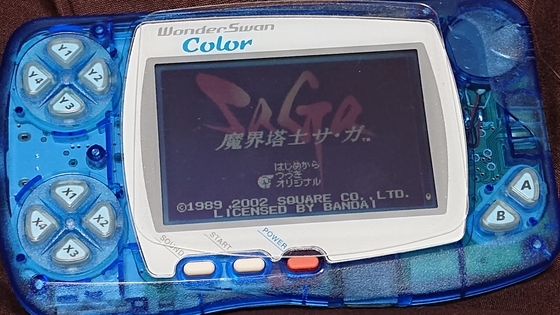 WonderSwan
Color
Y1
Y2
Y3
Y4
SaGa
魔界塔士 サ・ガ™
はじめから
つづき
オリジナル
©1989, 2002 SQUARE CO., LTD.
LICENSED BY BANDAI
X1
X2
X3
X4
A
B
SOUND
START
POWER